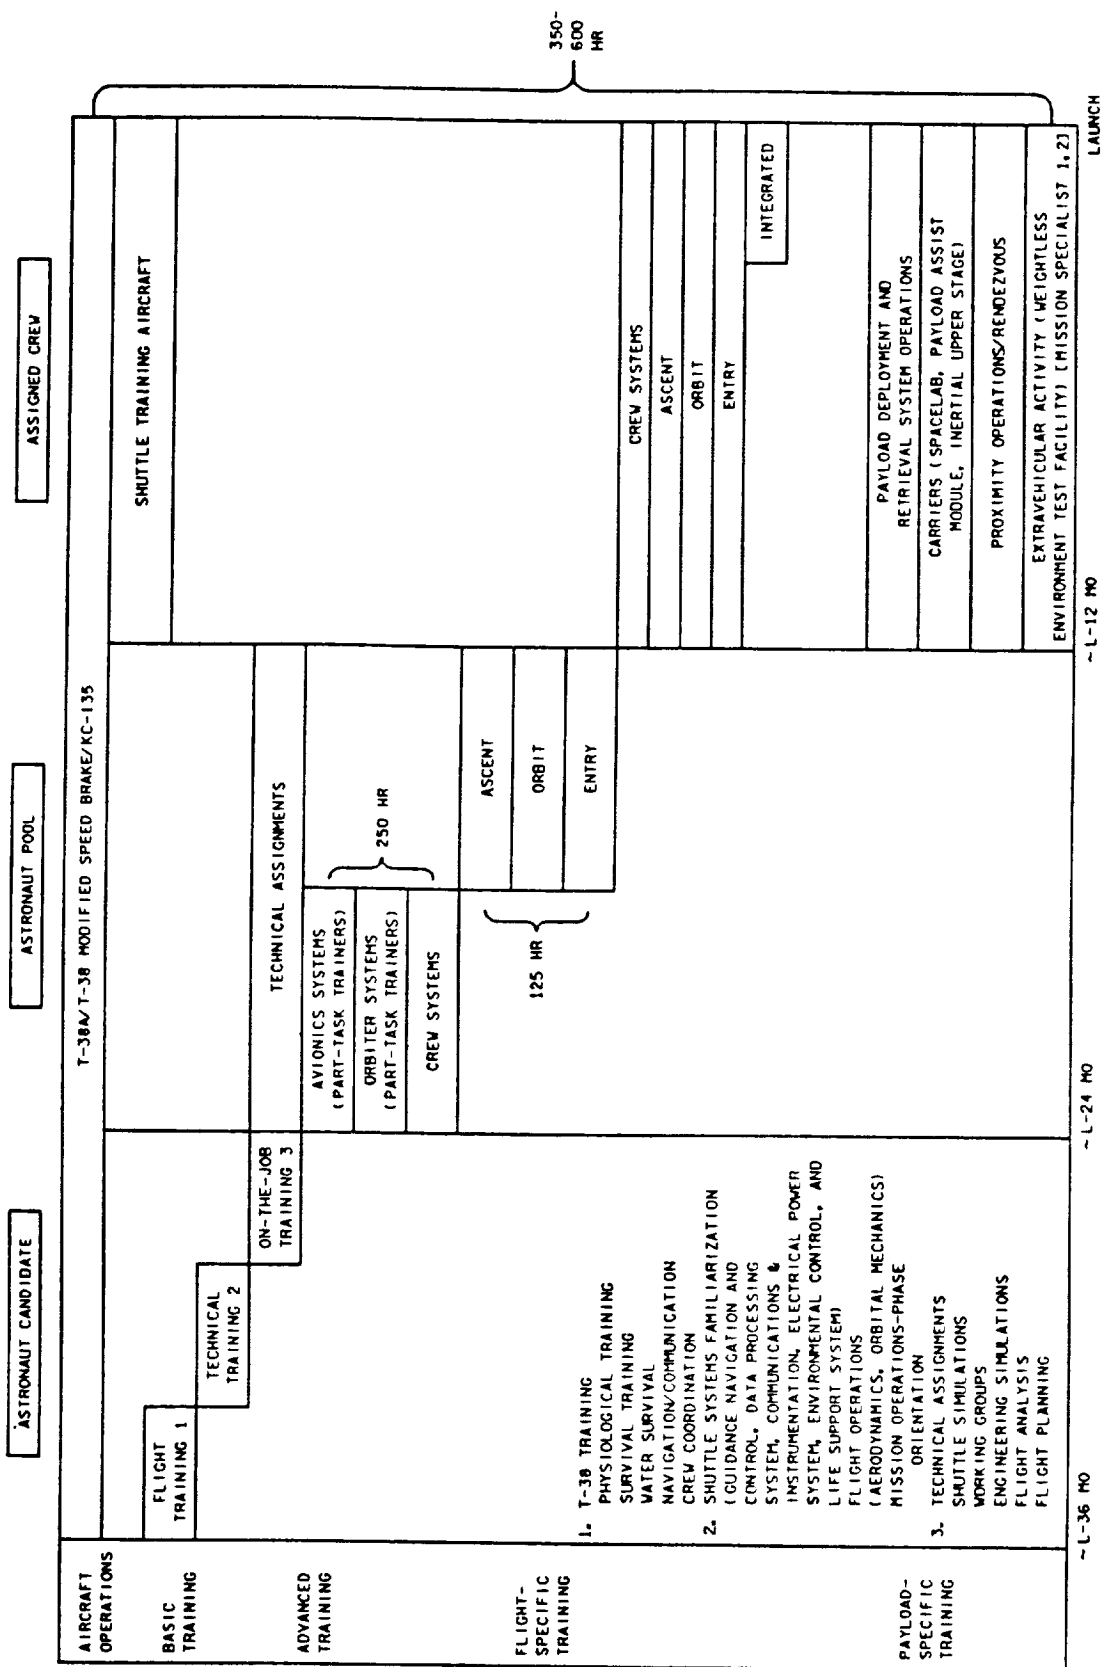 ASTRONAUT CANDIDATE
ASTRONAUT POOL
ASSIGNED CREW
AIRCRAFT
OPERATIONS
T-38A/T-38 MODIFIED SPEED BRAKE/KC-135
SHUTTLE TRAINING AIRCRAFT
BASIC
TRAINING
FLIGHT
TRAINING 1
TECHNICAL
TRAINING 2
ON-THE-JOB
TRAINING 3
TECHNICAL ASSIGNMENTS
ADVANCED
TRAINING
AVIONICS SYSTEMS
(PART-TASK TRAINERS)
ORBITER SYSTEMS
(PART-TASK TRAINERS)
CREW SYSTEMS
250 HR
FLIGHT-
SPECIFIC
TRAINING
125 HR
ASCENT
ORBIT
ENTRY
CREW SYSTEMS
ASCENT
ORBIT
ENTRY
INTEGRATED
PAYLOAD-
SPECIFIC
TRAINING
PAYLOAD DEPLOYMENT AND
RETRIEVAL SYSTEM OPERATIONS
CARRIERS (SPACELAB, PAYLOAD ASSIST
MODULE, INERTIAL UPPER STAGE)
PROXIMITY OPERATIONS/RENDEZVOUS
EXTRAVEHICULAR ACTIVITY (WEIGHTLESS
ENVIRONMENT TEST FACILITY) [MISSION SPECIALIST 1,2]
350-
600
HR
1. T-38 TRAINING
PHYSIOLOGICAL TRAINING
SURVIVAL TRAINING
WATER SURVIVAL
NAVIGATION/COMMUNICATION
CREW COORDINATION
2. SHUTTLE SYSTEMS FAMILIARIZATION
(GUIDANCE NAVIGATION AND
CONTROL, DATA PROCESSING
SYSTEM, COMMUNICATIONS &
INSTRUMENTATION, ELECTRICAL POWER
SYSTEM, ENVIRONMENTAL CONTROL, AND
LIFE SUPPORT SYSTEM)
FLIGHT OPERATIONS
(AERODYNAMICS, ORBITAL MECHANICS)
MISSION OPERATIONS-PHASE
ORIENTATION
3. TECHNICAL ASSIGNMENTS
SHUTTLE SIMULATIONS
WORKING GROUPS
ENGINEERING SIMULATIONS
FLIGHT ANALYSIS
FLIGHT PLANNING
~L-36 MO
~L-24 MO
~L-12 MO
LAUNCH